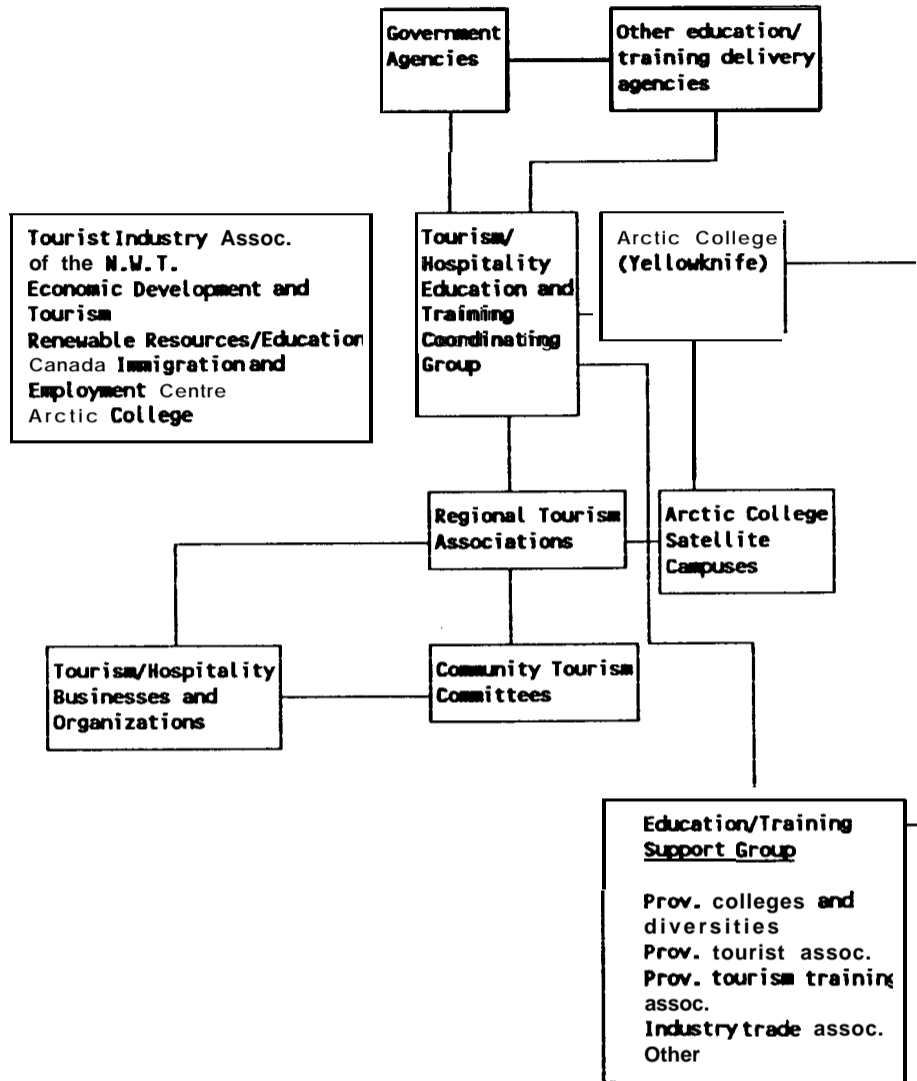 Government
Agencies
Other education/
training delivery
agencies
Tourist Industry Assoc.
of the N.W.T.
Economic Development and
Tourism
Renewable Resources/Education
Canada Immigration and
Employment Centre
Arctic College
Tourism/
Hospitality
Education and
Training
Coordinating
Group
Arctic College
(Yellowknife)
Regional Tourism
Associations
Arctic College
Satellite
Campuses
Tourism/Hospitality
Businesses and
Organizations
Community Tourism
Committees
Education/Training
Support Group
Prov. colleges and
diversities
Prov. tourist assoc.
Prov. tourism training
assoc.
Industry trade assoc.
Other